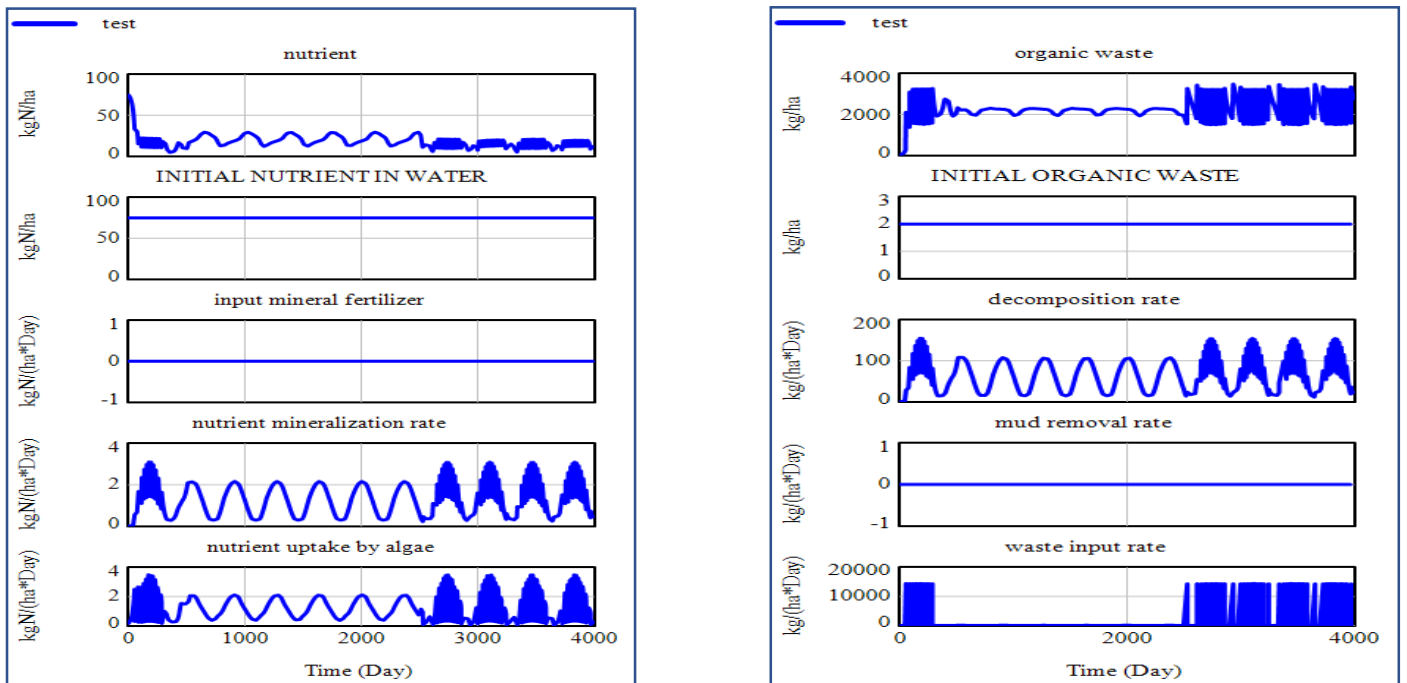 test
nutrient
kgN/ha
100
50
0
INITIAL NUTRIENT IN WATER
kgN/ha
100
50
0
input mineral fertilizer
kgN/(ha*Day)
1
0
-1
nutrient mineralization rate
kgN/(ha*Day)
4
2
0
nutrient uptake by algae
kgN/(ha*Day)
4
2
0
0 1000 2000 3000 4000
Time (Day)
test
organic waste
kg/ha
4000
2000
0
INITIAL ORGANIC WASTE
kg/ha
3
2
1
0
decomposition rate
kg/(ha*Day)
200
100
0
mud removal rate
kg/(ha*Day)
1
0
-1
waste input rate
kg/(ha*Day)
20000
10000
0
0 2000 4000
Time (Day)